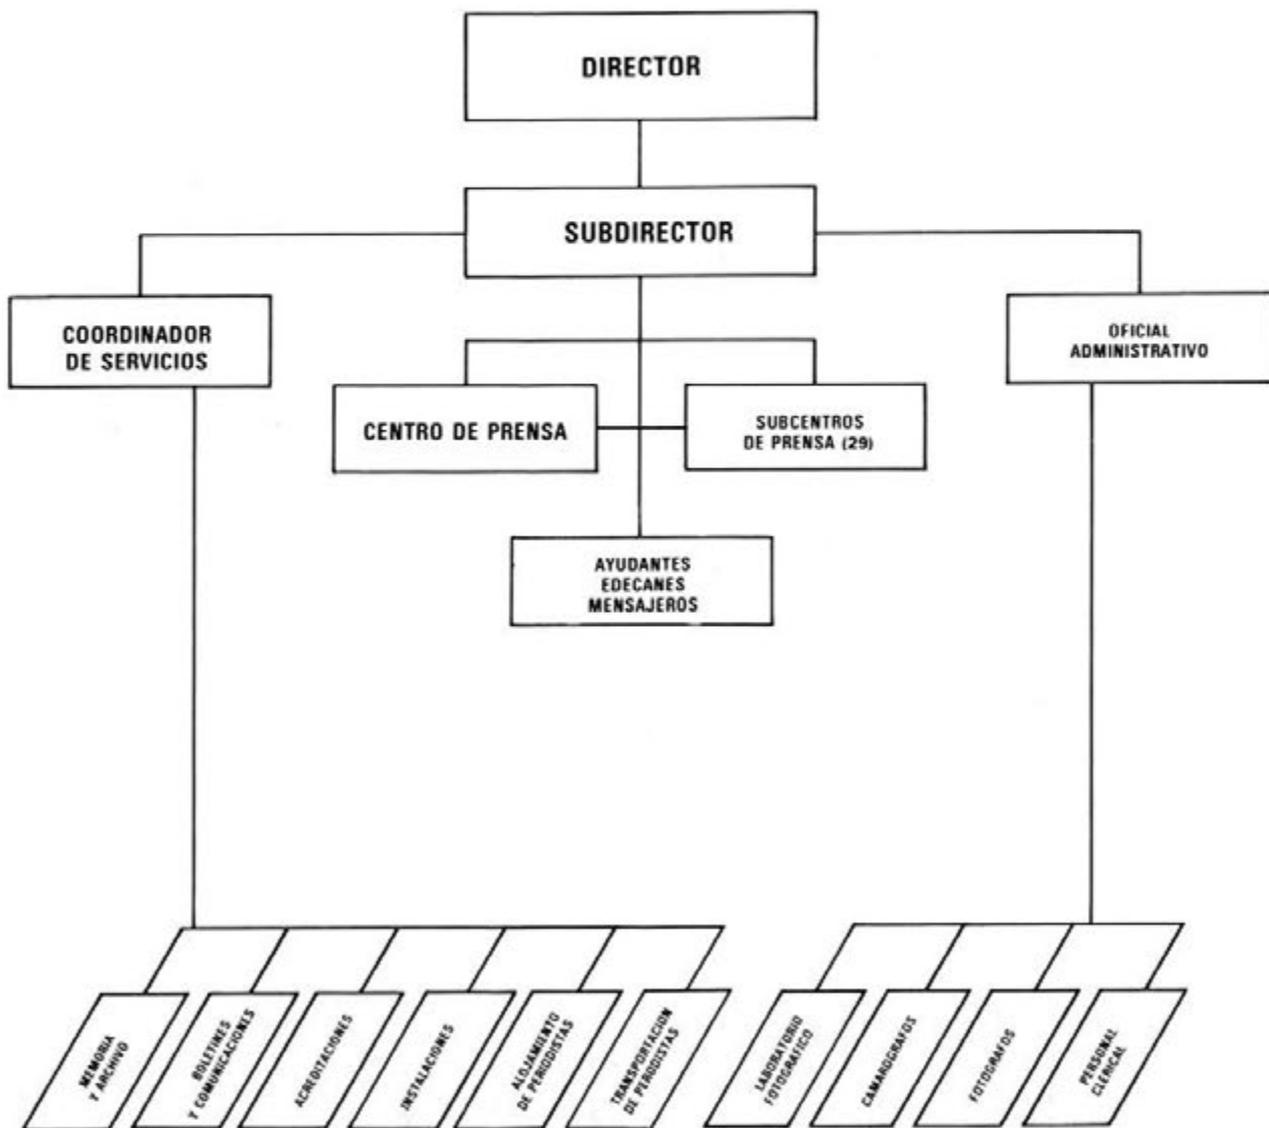 DIRECTOR
SUBDIRECTOR
COORDINADOR
DE SERVICIOS
OFICIAL
ADMINISTRATIVO
CENTRO DE PRENSA
SUBCENTROS
DE PRENSA (29)
AYUDANTES
EDECANES
MENSAJEROS
MEMORIA
Y ARCHIVO
BOLETINES
Y COMUNICACIONES
ACREDITACIONES
INSTALACIONES
ALOJAMIENTO
DE PERIODISTAS
TRANSPORTACION
DE PERIODISTAS
LABORATORIO
FOTOGRAFICO
CAMAROGRAFOS
FOTOGRAFOS
PERSONAL
CLERICAL